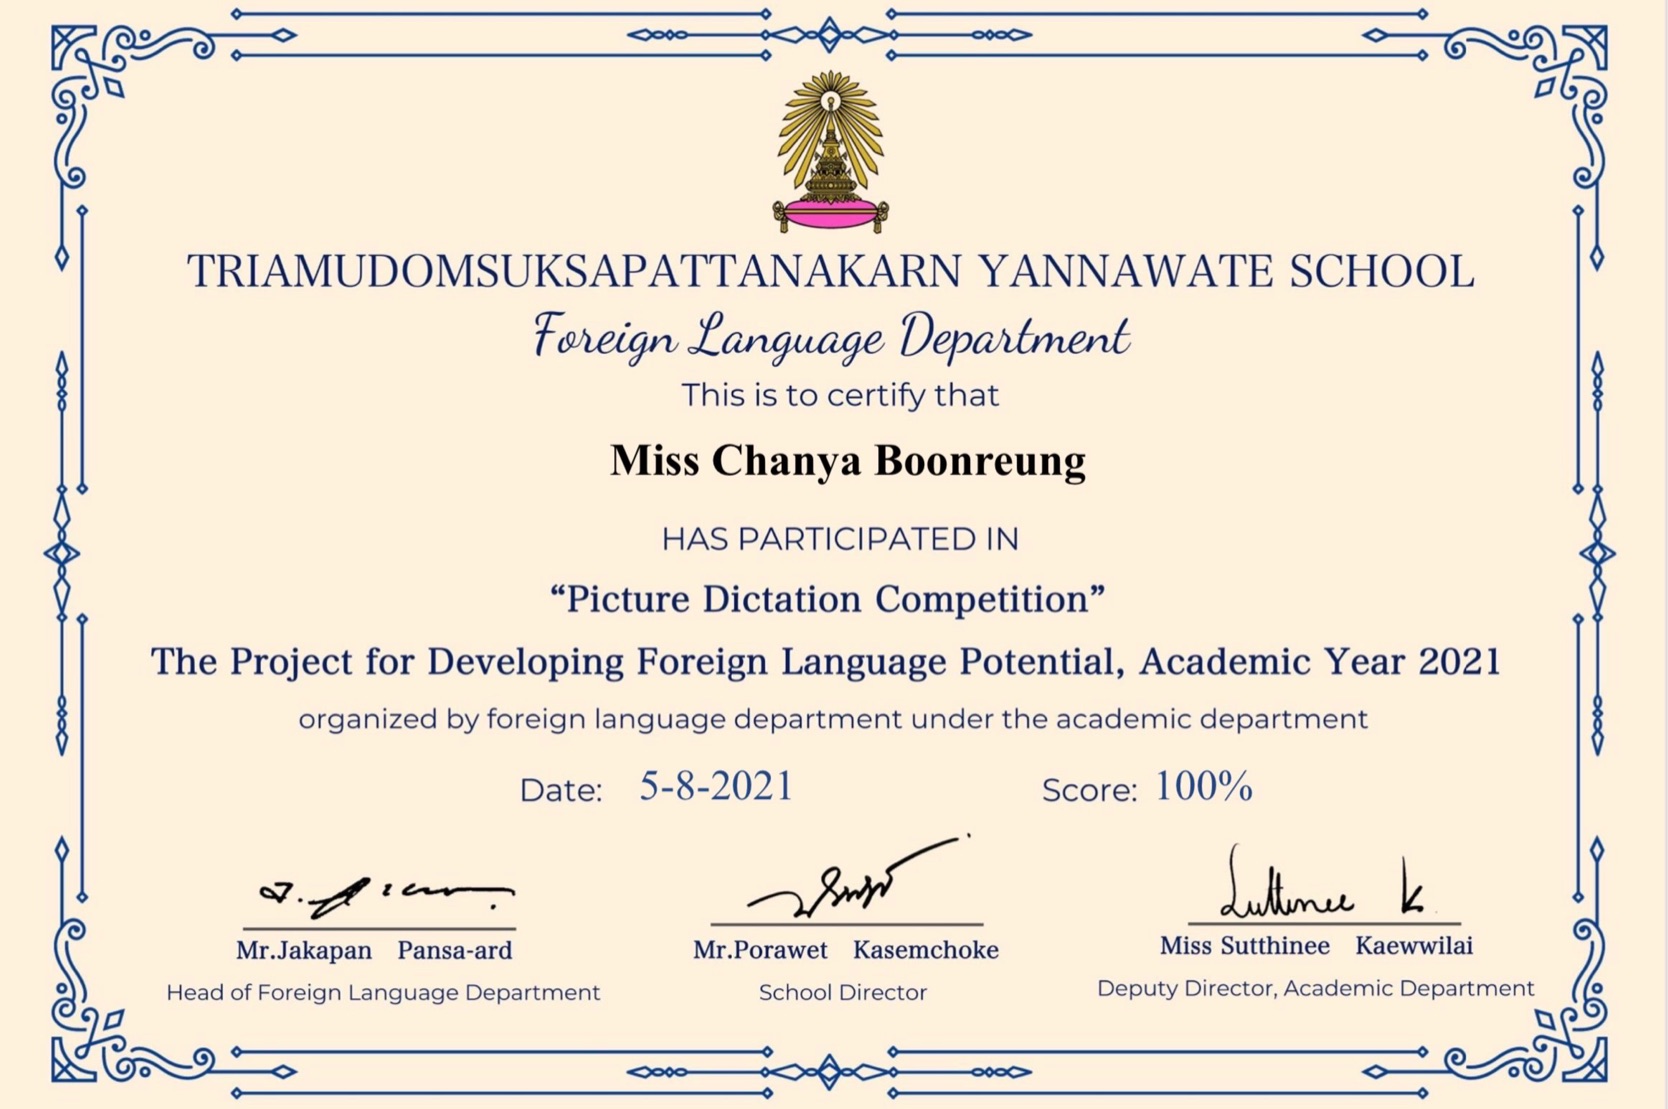 TRIAMUDOMSUKSAPATTANAKARN YANNAWATE SCHOOL
Foreign Language Department
This is to certify that
Miss Chanya Boonreung
HAS PARTICIPATED IN
“Picture Dictation Competition”
The Project for Developing Foreign Language Potential, Academic Year 2021
organized by foreign language department under the academic department
Date: 5-8-2021 Score: 100%
Suttinee K
Mr.Jakapan Pansa-ard Mr.Porawet Kasemchoke Miss Sutthinee Kaewwilai
Head of Foreign Language Department School Director Deputy Director, Academic Department